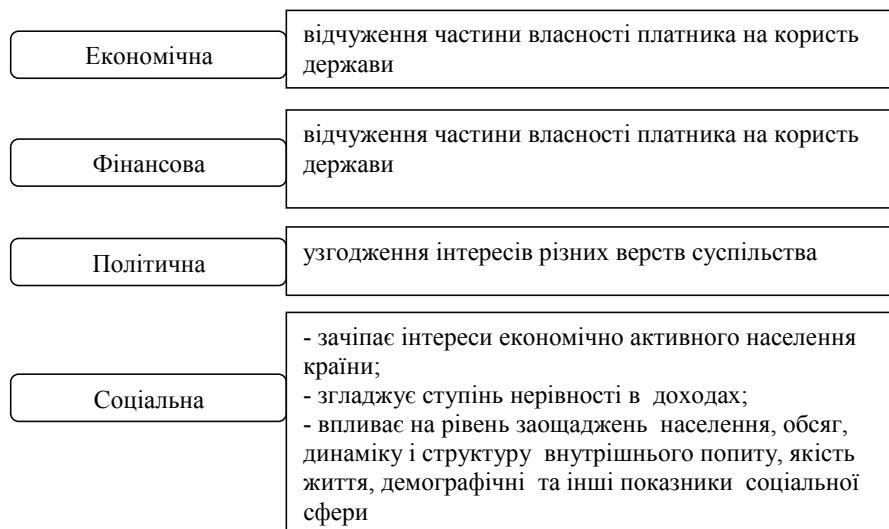 Економічна
відчуження частини власності платника на користь
держави
Фінансова
відчуження частини власності платника на користь
держави
Політична
узгодження інтересів різних верств суспільства
Соціальна
- зачіпає інтереси економічно активного населення
країни;
- згладжує ступінь нерівності в доходах;
- впливає на рівень заощаджень населення, обсяг,
динаміку і структуру внутрішнього попиту, якість
життя, демографічні та інші показники соціальної
сфери